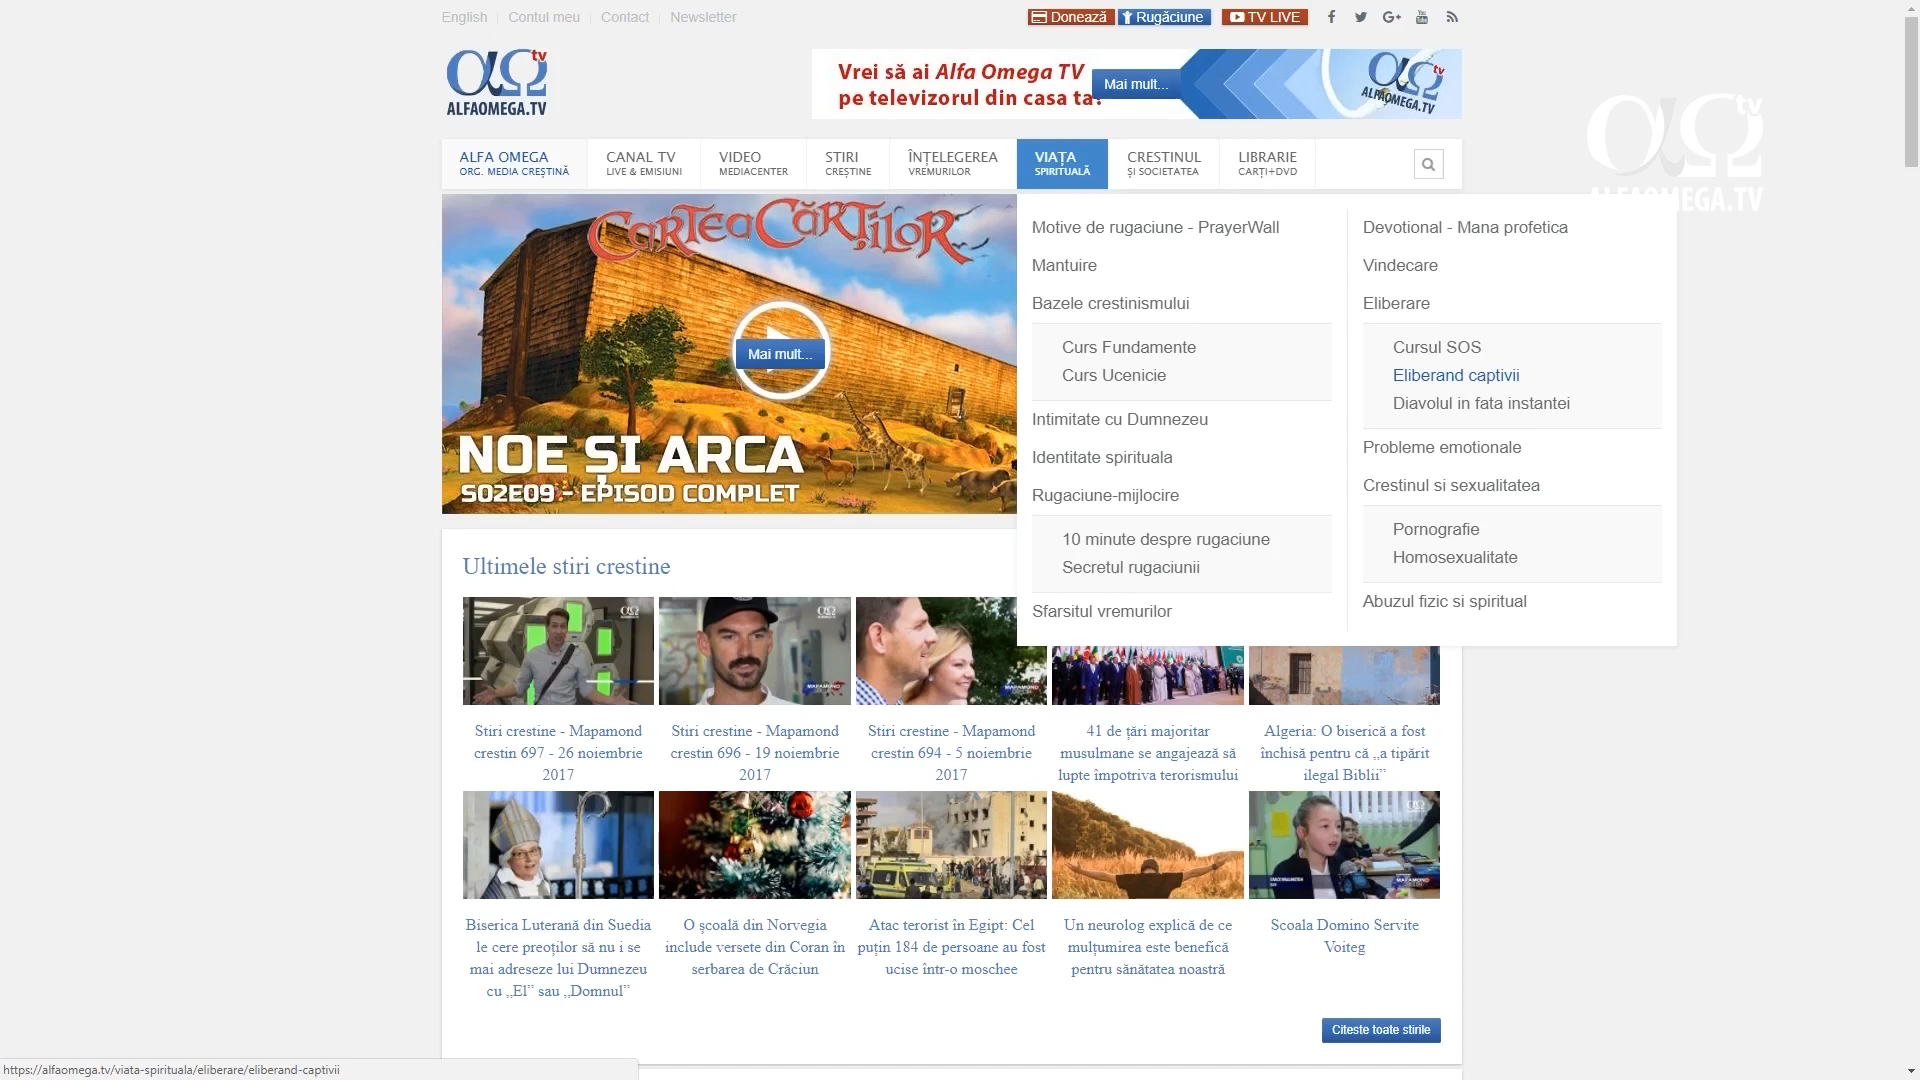 English
Contul meu
Contact
Newsletter
Donează
Rugăciune
TV LIVE
αΩ tv
ALFAOMEGA.TV
Vrei să ai Alfa Omega TV
pe televizorul din casa ta?
Mai mult...
αΩ tv
ALFAOMEGA.TV
αΩ tv
ALFAOMEGA.TV
ALFA OMEGA
ORG. MEDIA CREȘTINĂ
CANAL TV
LIVE & EMISIUNI
VIDEO
MEDIACENTER
STIRI
CREȘTINE
ÎNȚELEGEREA
VREMURILOR
VIAȚA
SPIRITUALĂ
CRESTINUL
ȘI SOCIETATEA
LIBRARIE
CARȚI+DVD
CARTEA CĂRȚILOR
Mai mult...
NOE ȘI ARCA
S02E09 - EPISOD COMPLET
Motive de rugaciune - PrayerWall
Mantuire
Bazele crestinismului
Curs Fundamente
Curs Ucenicie
Intimitate cu Dumnezeu
Identitate spirituala
Rugaciune-mijlocire
10 minute despre rugaciune
Secretul rugaciunii
Sfarsitul vremurilor
Devotional - Mana profetica
Vindecare
Eliberare
Cursul SOS
Eliberand captivii
Diavolul in fata instantei
Probleme emotionale
Crestinul si sexualitatea
Pornografie
Homosexualitate
Abuzul fizic si spiritual
Ultimele stiri crestine
Stiri crestine - Mapamond
crestin 697 - 26 noiembrie
2017
Stiri crestine - Mapamond
crestin 696 - 19 noiembrie
2017
Stiri crestine - Mapamond
crestin 694 - 5 noiembrie
2017
41 de țări majoritar
musulmane se angajează să
lupte împotriva terorismului
Algeria: O biserică a fost
închisă pentru că „a tipărit
ilegal Biblii”
Biserica Luterană din Suedia
le cere preoților să nu i se
mai adreseze lui Dumnezeu
cu „El” sau „Domnul”
O școală din Norvegia
include versete din Coran în
serbarea de Crăciun
Atac terorist în Egipt: Cel
puțin 184 de persoane au fost
ucise într-o moschee
Un neurolog explică de ce
mulțumirea este benefică
pentru sănătatea noastră
Scoala Domino Servite
Voiteg
Citeste toate stirile
https://alfaomega.tv/viata-spirituala/eliberare/eliberand-captivii